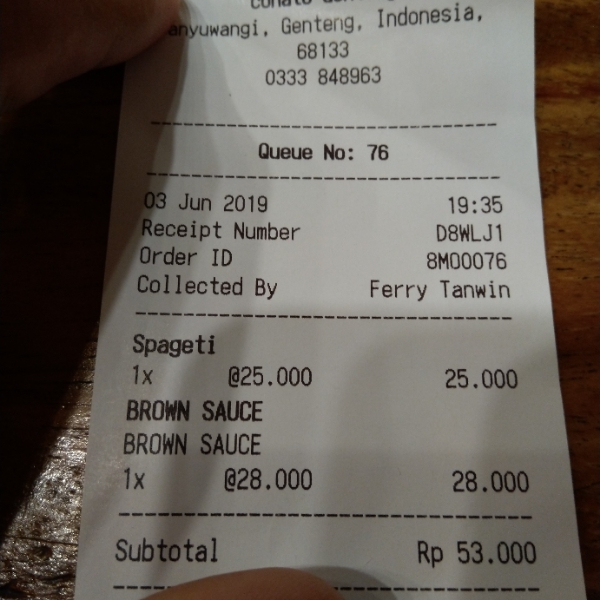 anyuwangi, Genteng, Indonesia,
68133
0333 848963
Queue No: 76
03 Jun 2019 19:35
Receipt Number D8WLJ1
Order ID 8M00076
Collected By Ferry Tanwin
Spageti
1x @25.000 25.000
BROWN SAUCE
BROWN SAUCE
1x @28.000 28.000
Subtotal Rp 53.000